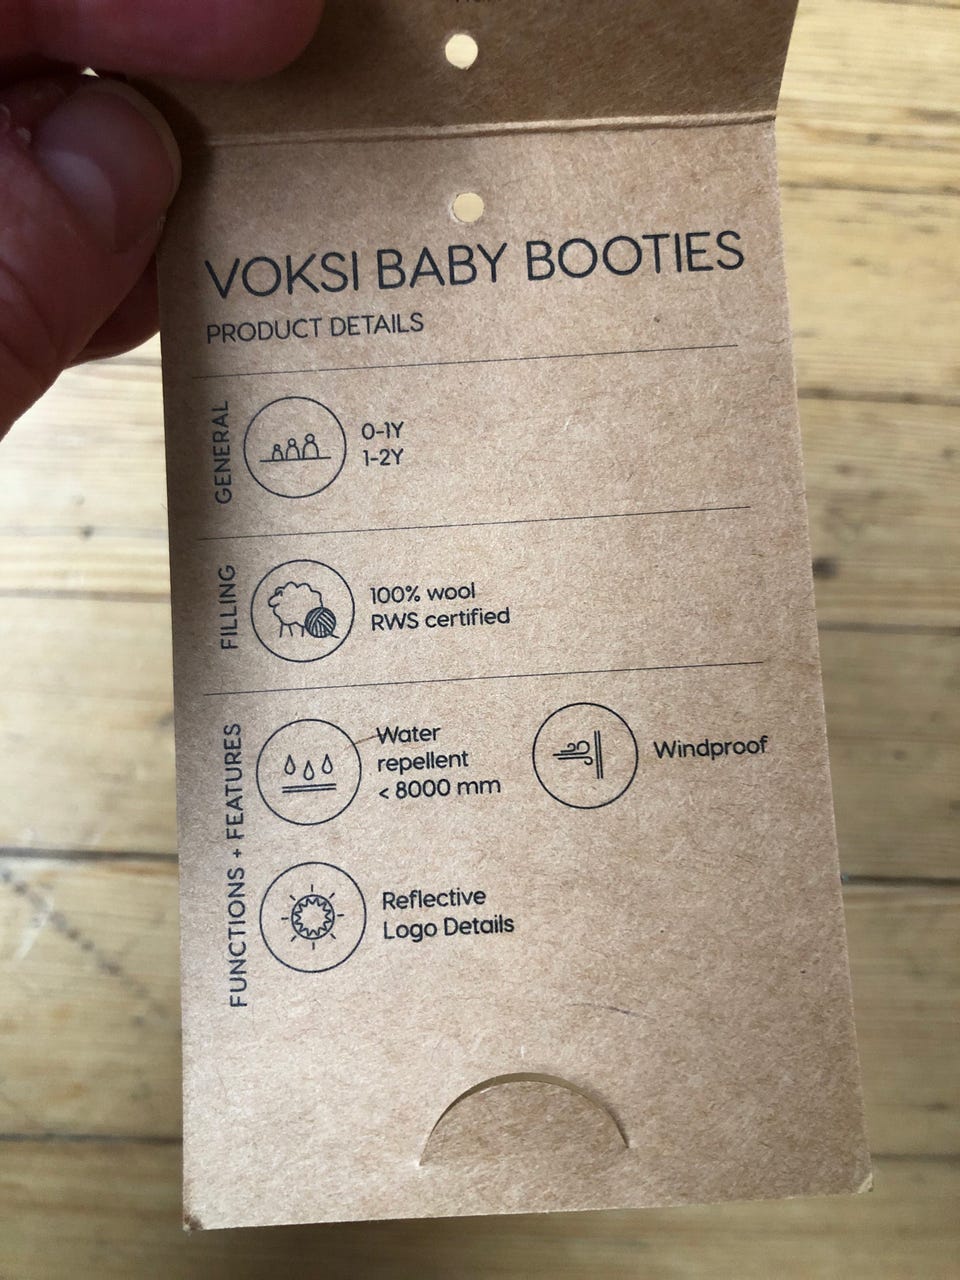 VOKSI BABY BOOTIES
PRODUCT DETAILS
GENERAL
0-1Y
1-2Y
FILLING
100% wool
RWS certified
FUNCTIONS + FEATURES
Water
repellent
< 8000 mm
Windproof
Reflective
Logo Details